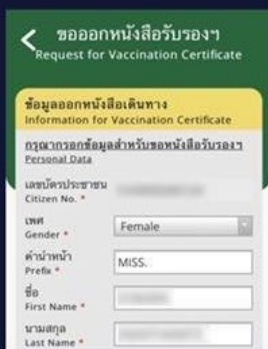 ขอออกหนังสือรับรองฯ
Request for Vaccination Certificate
ข้อมูลออกหนังสือเดินทาง
Information for Vaccination Certificate
กรุณากรอกข้อมูลสำหรับขอหนังสือรับรองฯ
Personal Data
เลขบัตรประชาชน
Citizen No. *
เพศ
Gender *
Female
คำนำหน้า
Prefix *
MISS.
ชื่อ
First Name *
นามสกุล
Last Name *